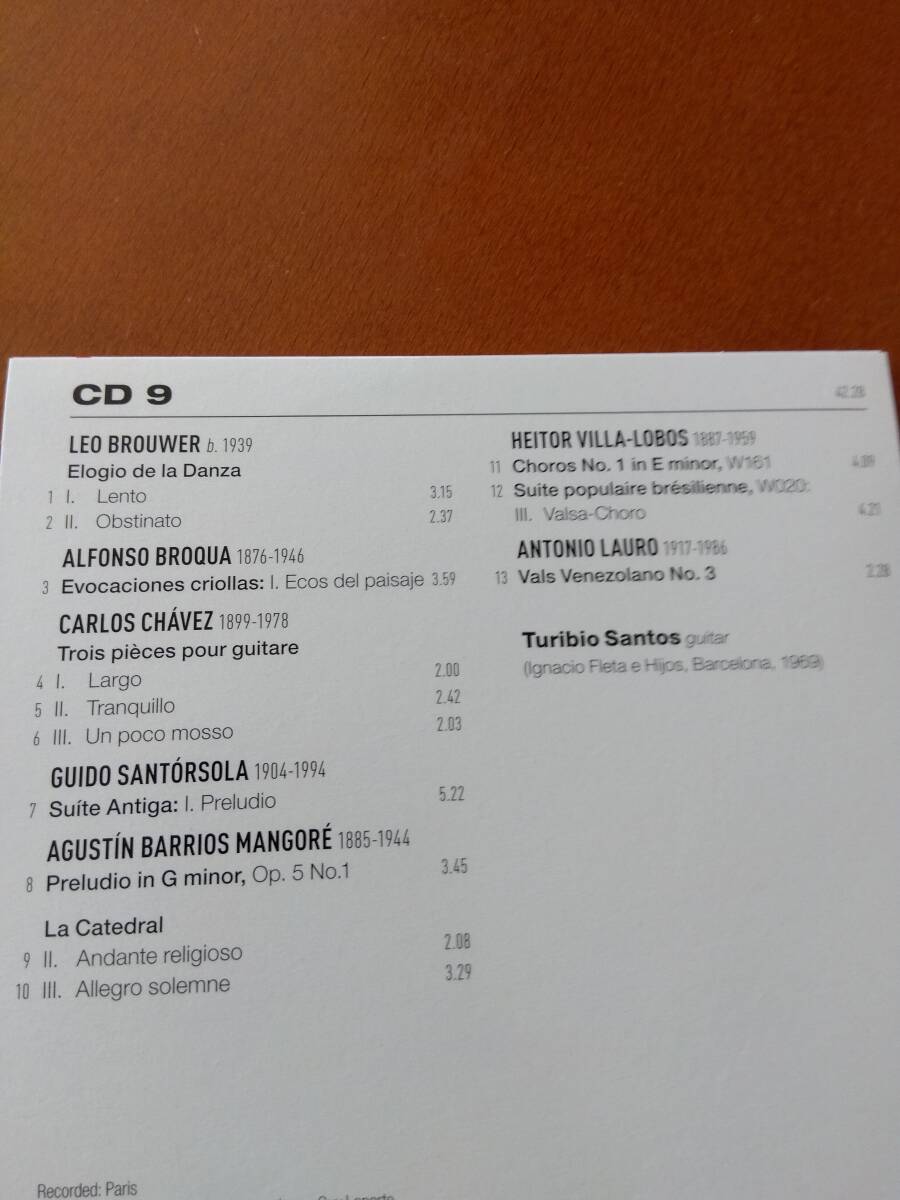 CD 9 42.28
LEO BROUWER b. 1939
Elogio de la Danza
1 I. Lento 3.15
2 II. Obstinato 2.37
ALFONSO BROQUA 1876-1946
3 Evocaciones criollas: I. Ecos del paisaje 3.59
CARLOS CHÁVEZ 1899-1978
Trois pièces pour guitare
4 I. Largo 2.00
5 II. Tranquillo 2.42
6 III. Un poco mosso 2.03
GUIDO SANTÓRSOLA 1904-1994
7 Suíte Antiga: I. Preludio 5.22
AGUSTÍN BARRIOS MANGORÉ 1885-1944
8 Preludio in G minor, Op. 5 No.1 3.45
La Catedral
9 II. Andante religioso 2.08
10 III. Allegro solemne 3.29
HEITOR VILLA-LOBOS 1887-1959
11 Choros No. 1 in E minor, W161
12 Suite populaire brésilienne, W020:
III. Valsa-Choro
ANTONIO LAURO 1917-1986
13 Vals Venezolano No. 3 2.28
Turibio Santos guitar
(Ignacio Fleta e Hijos, Barcelona, 1969)
Recorded: Paris